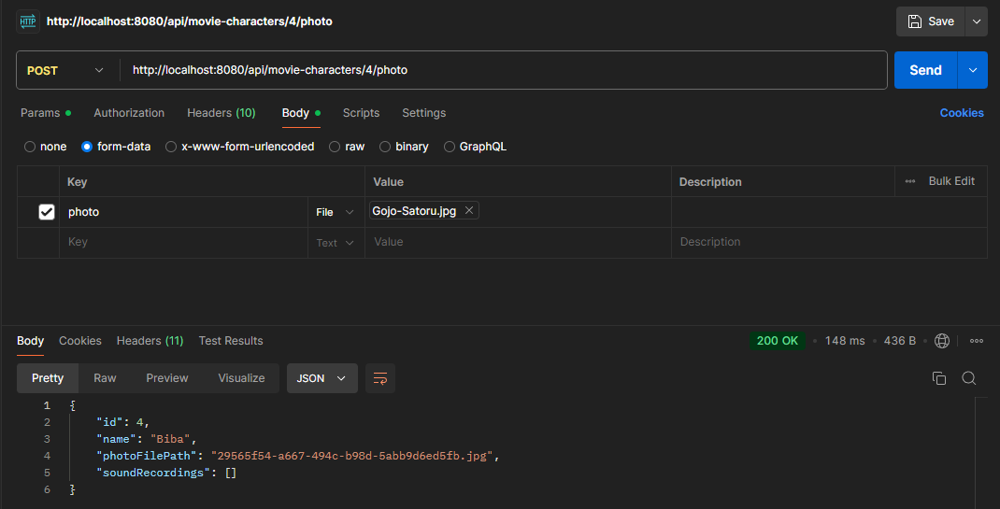 HTTP http://localhost:8080/api/movie-characters/4/photo Save
POST http://localhost:8080/api/movie-characters/4/photo Send
Params Authorization Headers (10) Body Scripts Settings Cookies
none form-data x-www-form-urlencoded raw binary GraphQL
Key Value Description Bulk Edit
photo File Gojo-Satoru.jpg
Key Text Value Description
Body Cookies Headers (11) Test Results 200 OK 148 ms 436 B
Pretty Raw Preview Visualize JSON
1 {
2 "id": 4,
3 "name": "Biba",
4 "photoFilePath": "29565f54-a667-494c-b98d-5abb9d6ed5fb.jpg",
5 "soundRecordings": []
6 }